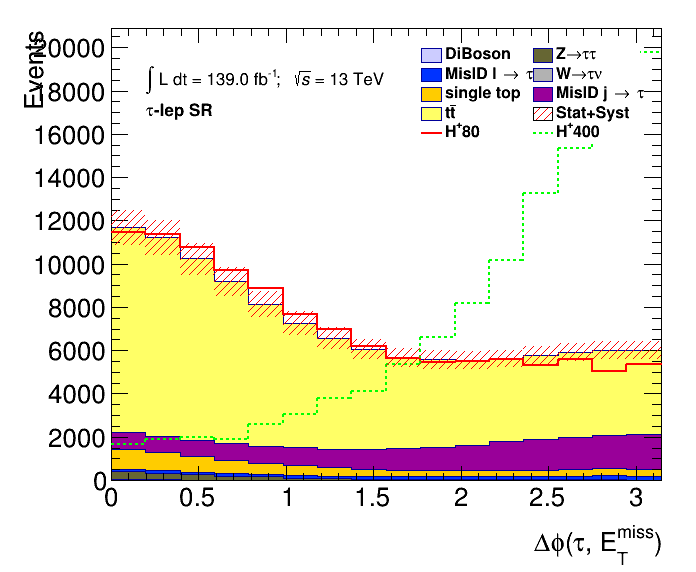 Events
20000
18000
16000
14000
12000
10000
8000
6000
4000
2000
0
∫ L dt = 139.0 fb⁻¹; √s = 13 TeV
τ-lep SR
DiBoson
Z→ττ
MisID l → τ
W→τν
single top
MisID j → τ
tt̄
Stat+Syst
H⁺80
H⁺400
0 0.5 1 1.5 2 2.5 3
Δϕ(τ, E_T^miss)